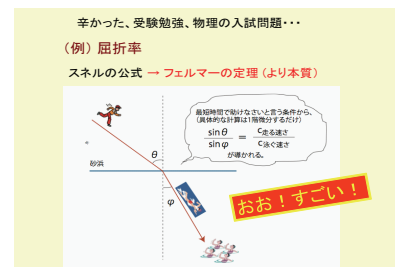 辛かった、受験勉強、物理の入試問題・・・
（例）屈折率
スネルの公式 → フェルマーの定理（より本質）
最短時間で助けなさいと言う条件から、
(具体的な計算は1階微分するだけ)
sinθ / sinφ = C走る速さ / C泳ぐ速さ
が導かれる。
θ
砂浜
φ
おお！すごい！